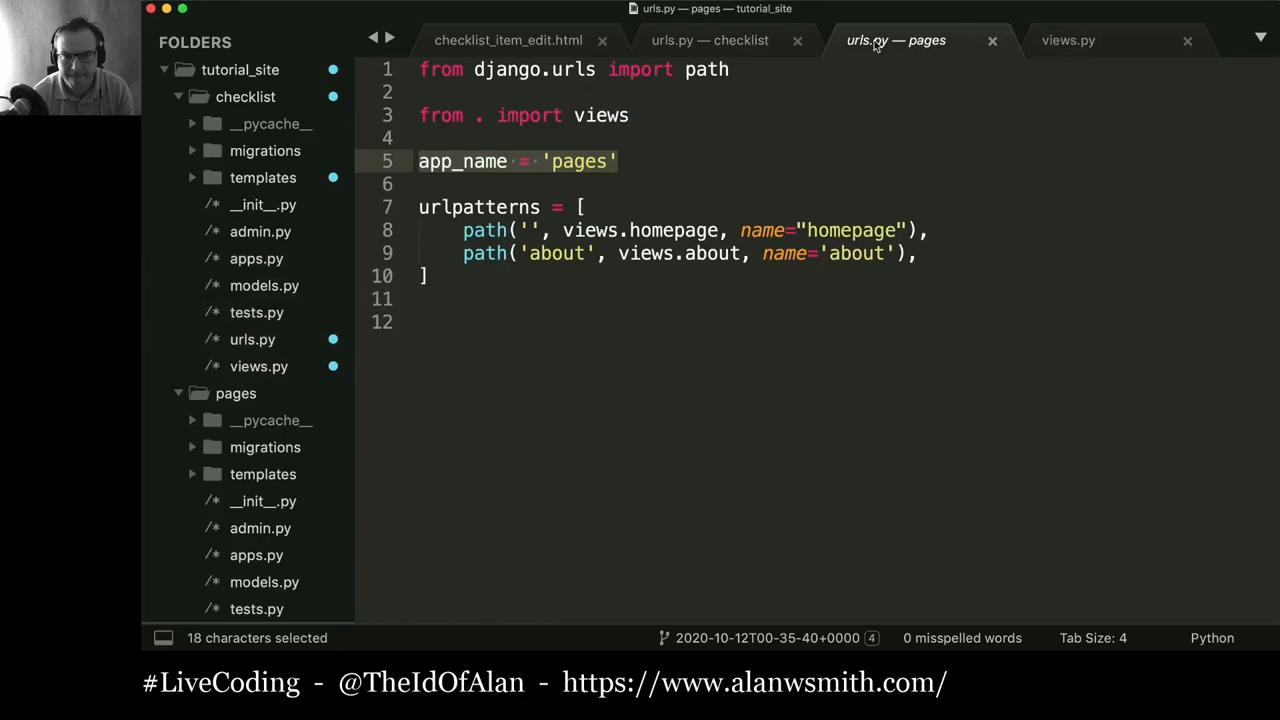 urls.py — pages — tutorial_site
FOLDERS
tutorial_site
checklist
__pycache__
migrations
templates
__init__.py
admin.py
apps.py
models.py
tests.py
urls.py
views.py
pages
__pycache__
migrations
templates
__init__.py
admin.py
apps.py
models.py
tests.py
checklist_item_edit.html
urls.py — checklist
urls.py — pages
views.py
1 from django.urls import path
2
3 from . import views
4
5 app_name = 'pages'
6
7 urlpatterns = [
8 path('', views.homepage, name="homepage"),
9 path('about', views.about, name='about'),
10 ]
11
12
18 characters selected
2020-10-12T00-35-40+0000 4
0 misspelled words
Tab Size: 4
Python
#LiveCoding - @TheIdOfAlan - https://www.alanwsmith.com/